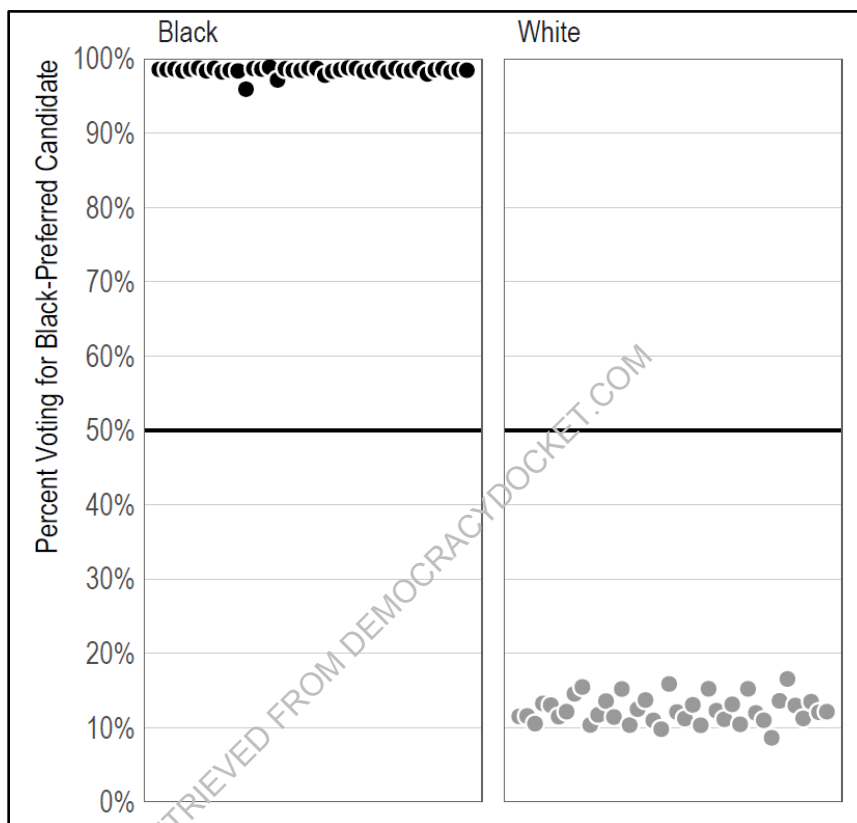 Black
White
Percent Voting for Black-Preferred Candidate
100%
90%
80%
70%
60%
50%
40%
30%
20%
10%
0%
TRIEVED FROM DEMOCRACYDOCKET.COM